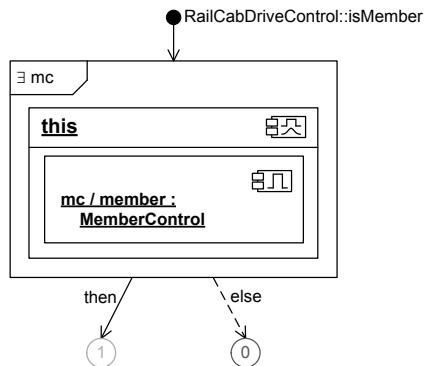 RailCabDriveControl::isMember
∃ mc
this
mc / member :
MemberControl
then
else
1
0